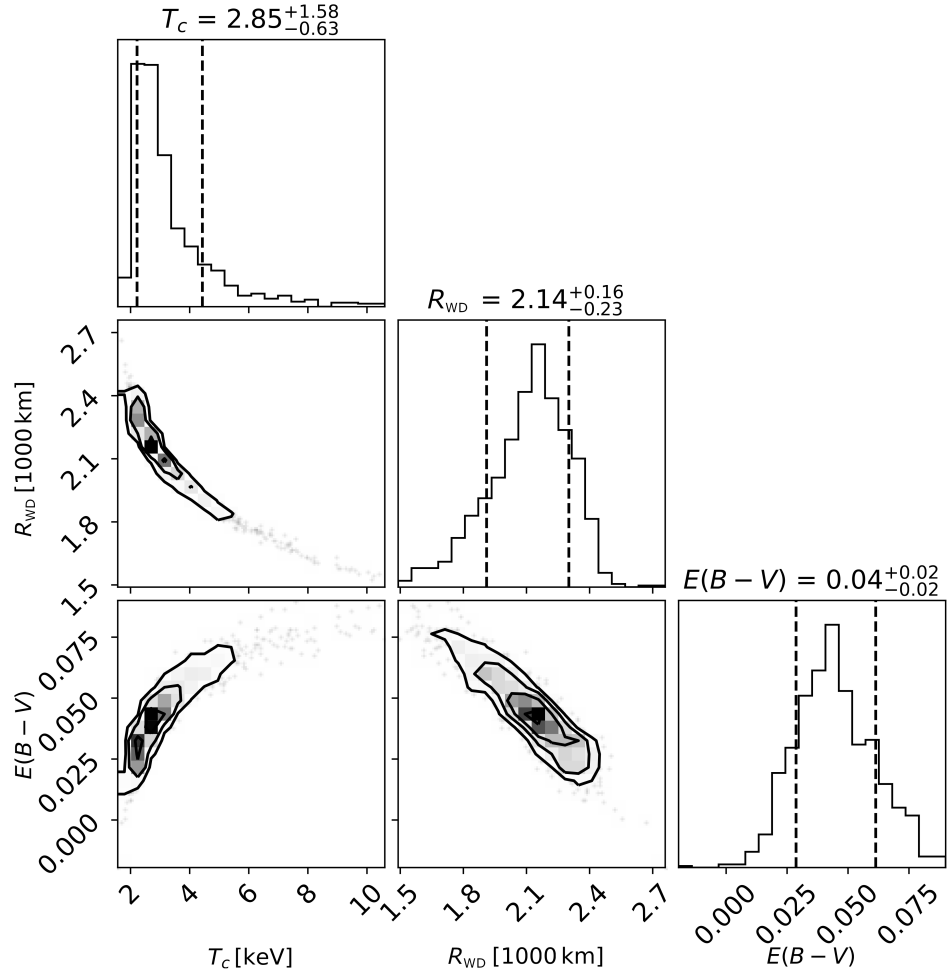 T_c = 2.85^{+1.58}_{−0.63}
R_WD = 2.14^{+0.16}_{−0.23}
2.7
2.4
2.1
1.8
1.5
R_WD [1000 km]
E(B − V) = 0.04^{+0.02}_{−0.02}
0.075
0.050
0.025
0.000
E(B − V)
2 4 6 8 10
T_c [keV]
1.5 1.8 2.1 2.4 2.7
R_WD [1000 km]
0.000 0.025 0.050 0.075
E(B − V)